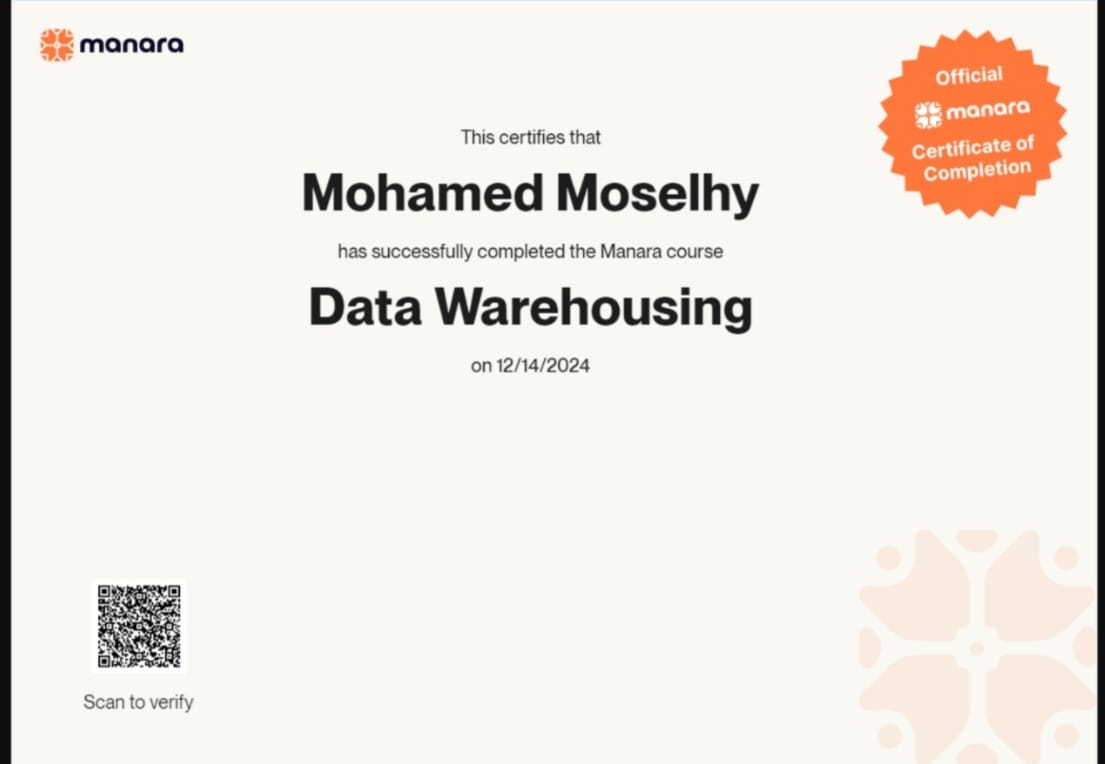 manara
Official
manara
Certificate of
Completion
This certifies that
Mohamed Moselhy
has successfully completed the Manara course
Data Warehousing
on 12/14/2024
Scan to verify